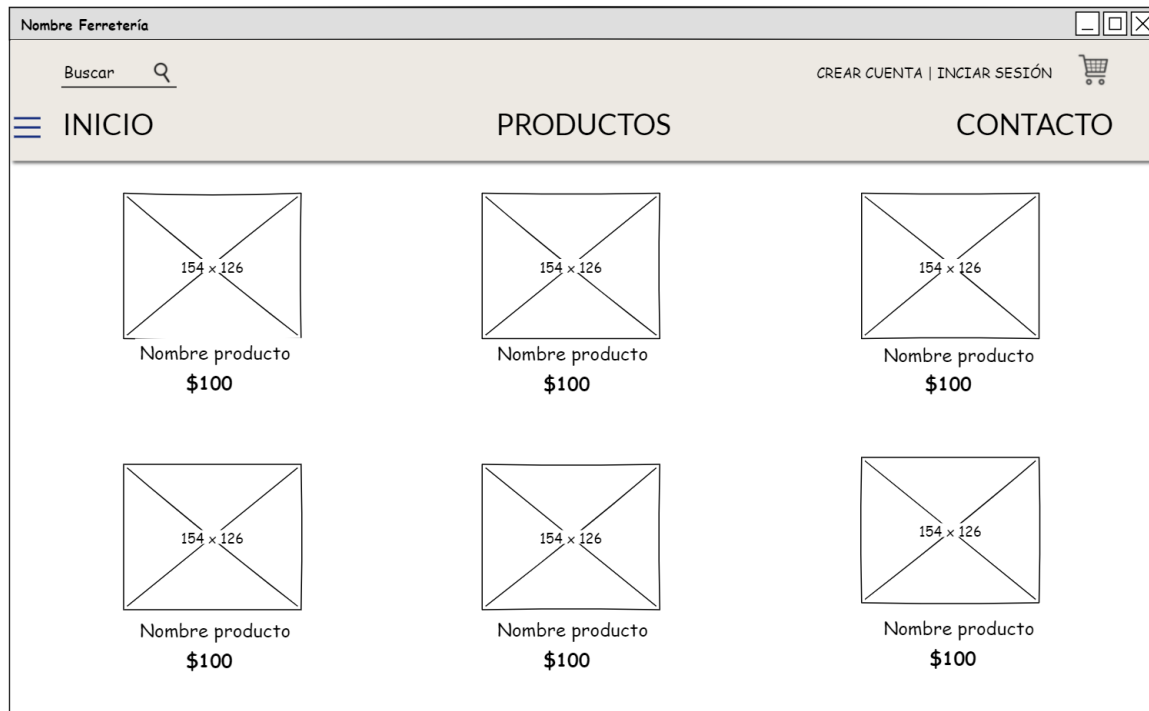 Nombre Ferretería
Buscar
CREAR CUENTA | INCIAR SESIÓN
INICIO PRODUCTOS CONTACTO
154 x 126 154 x 126 154 x 126
Nombre producto Nombre producto Nombre producto
$100 $100 $100
154 x 126 154 x 126 154 x 126
Nombre producto Nombre producto Nombre producto
$100 $100 $100